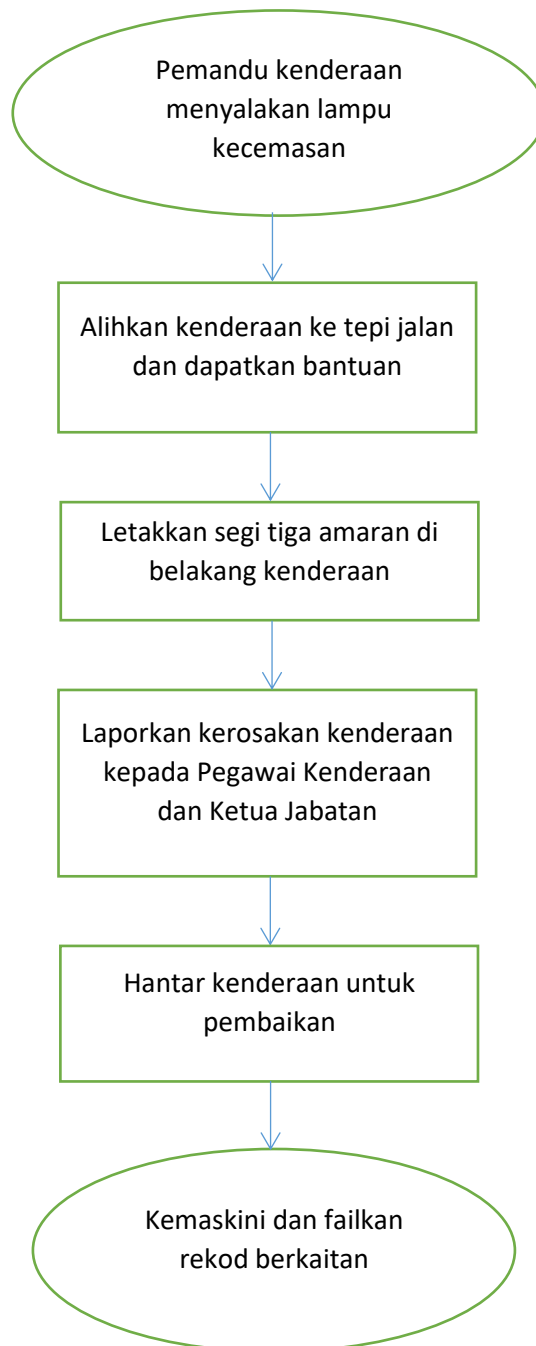 Pemandu kenderaan
menyalakan lampu
kecemasan
Alihkan kenderaan ke tepi jalan
dan dapatkan bantuan
Letakkan segi tiga amaran di
belakang kenderaan
Laporkan kerosakan kenderaan
kepada Pegawai Kenderaan
dan Ketua Jabatan
Hantar kenderaan untuk
pembaikan
Kemaskini dan failkan
rekod berkaitan